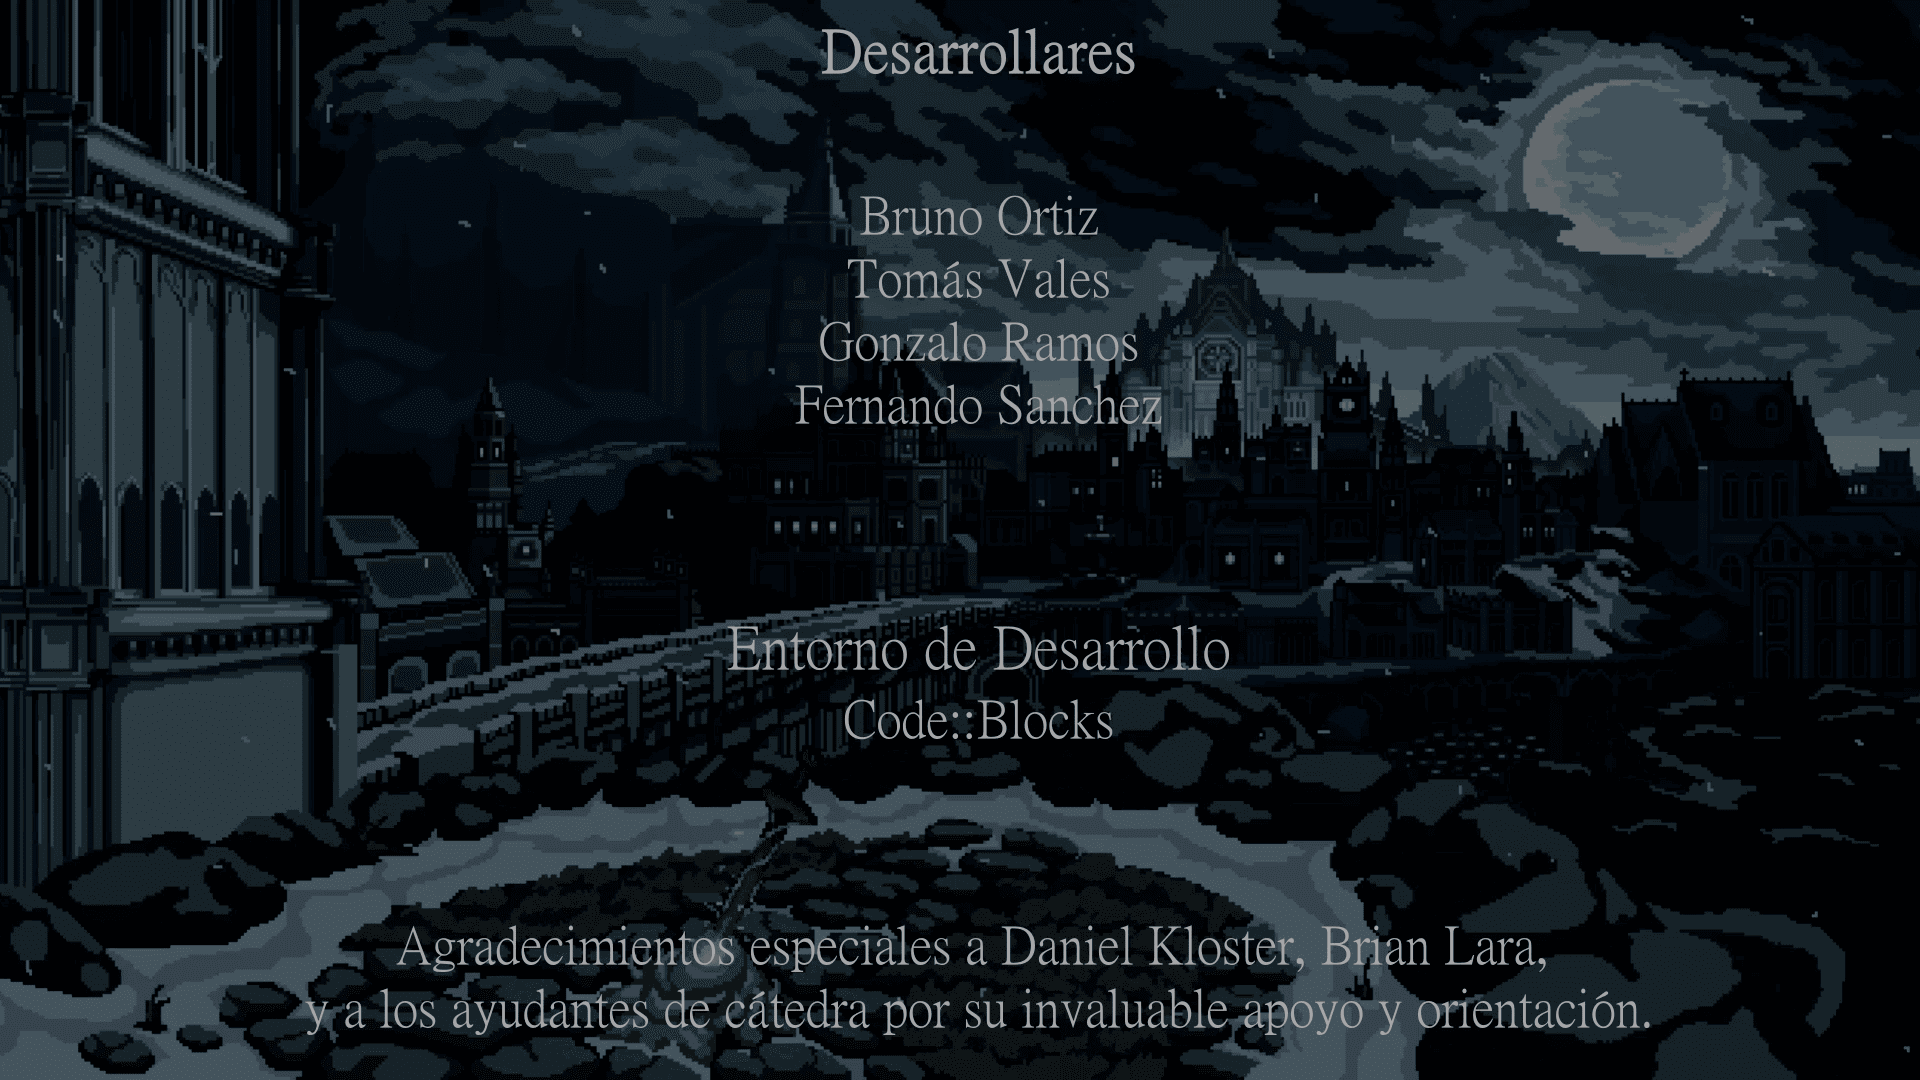 Desarrollares
Bruno Ortiz
Tomás Vales
Gonzalo Ramos
Fernando Sanchez
Entorno de Desarrollo
Code::Blocks
Agradecimientos especiales a Daniel Kloster, Brian Lara,
y a los ayudantes de cátedra por su invaluable apoyo y orientación.